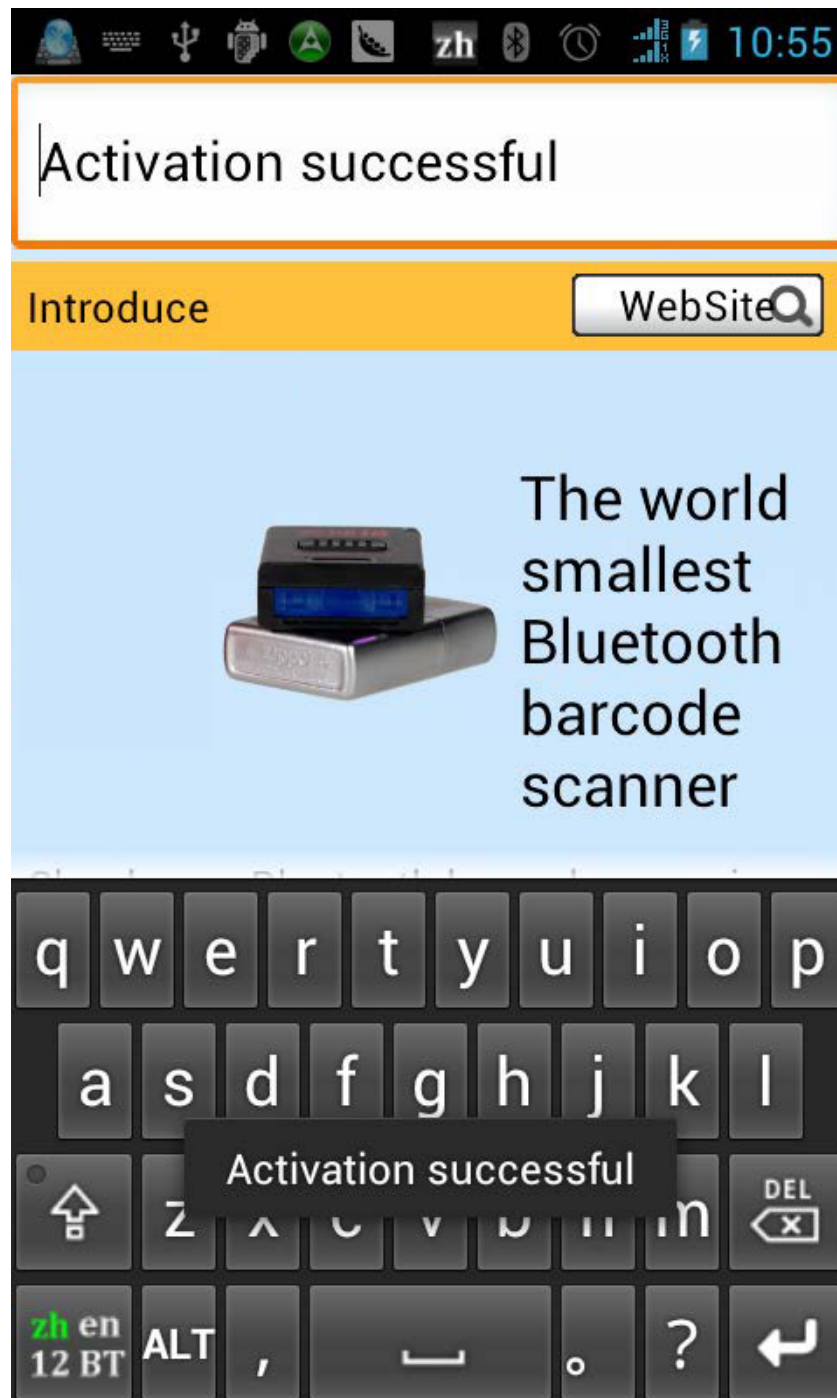 zh 10:55
Activation successful
Introduce
WebSite
The world
smallest
Bluetooth
barcode
scanner
q w e r t y u i o p
a s d f g h j k l
Activation successful
z x c v b n m DEL
zh en
12 BT ALT , 。 ?